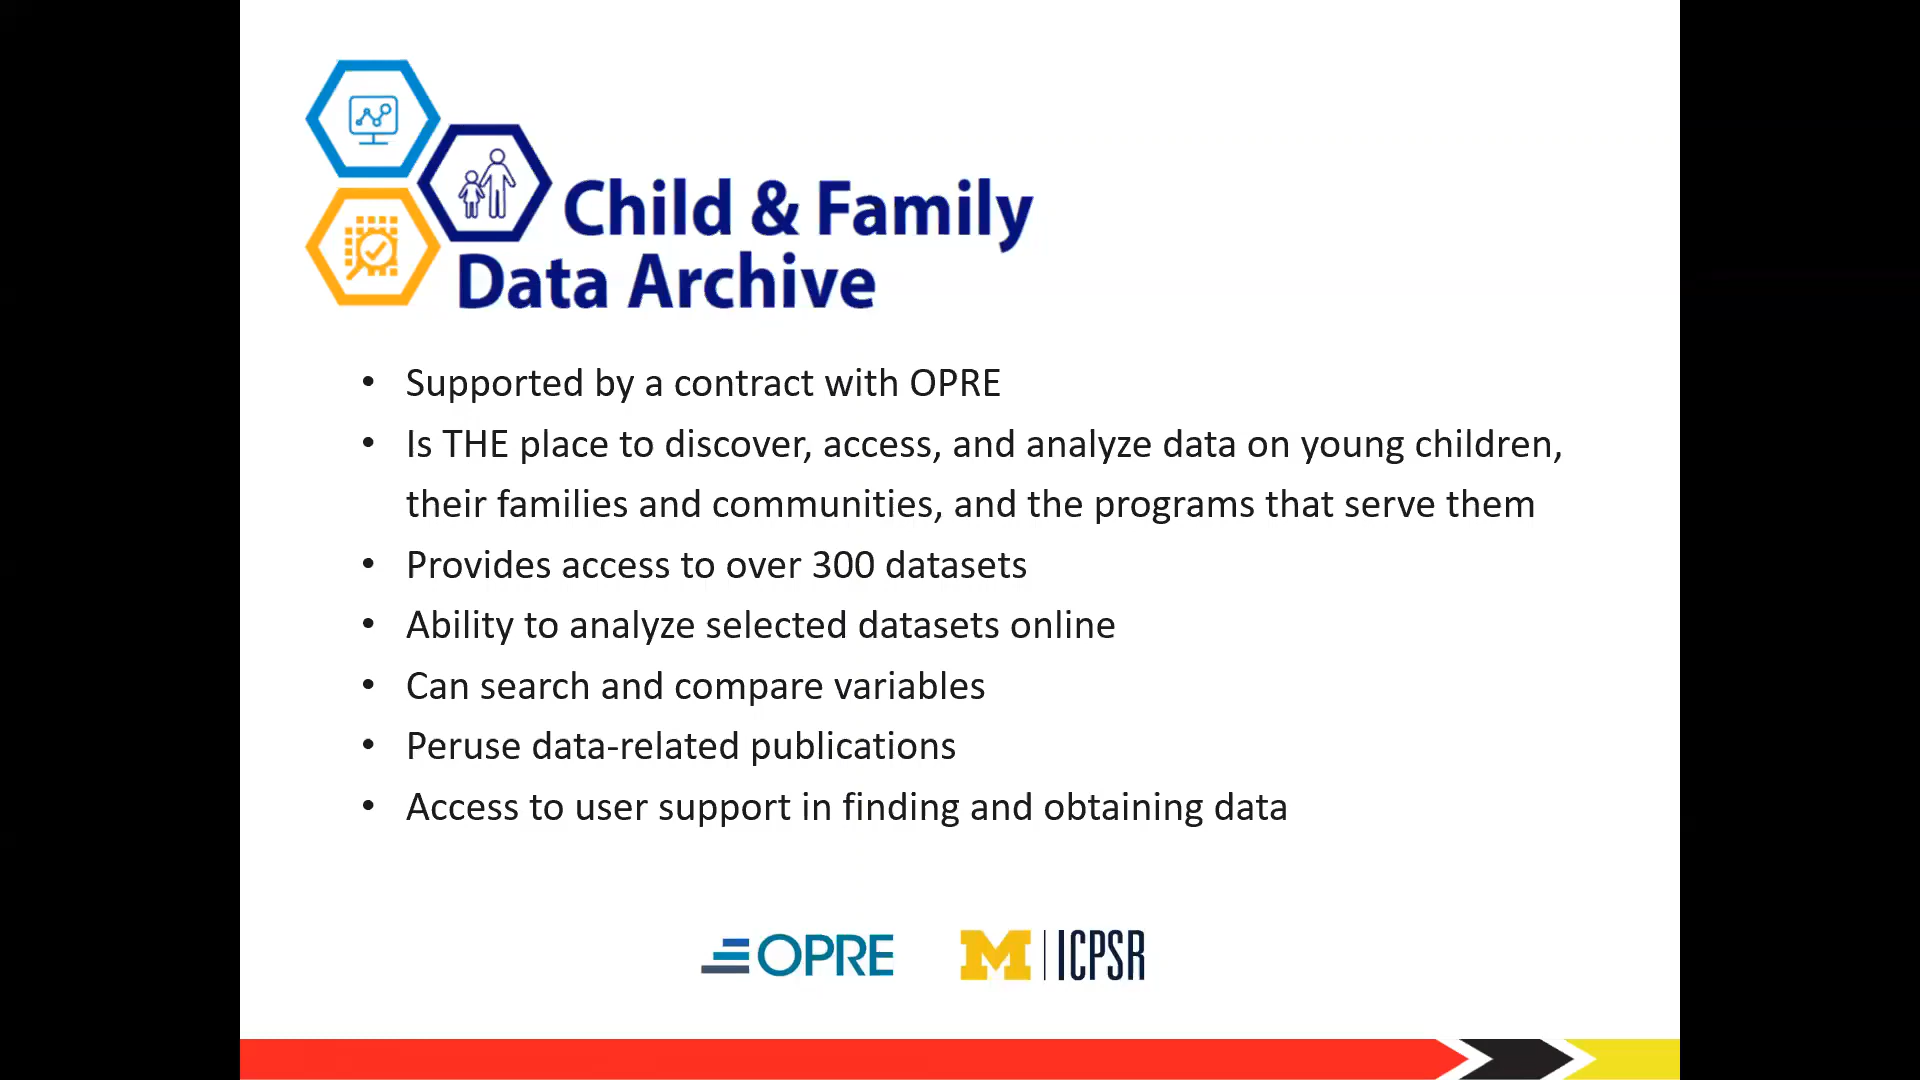 Child & Family
Data Archive
• Supported by a contract with OPRE
• Is THE place to discover, access, and analyze data on young children,
their families and communities, and the programs that serve them
• Provides access to over 300 datasets
• Ability to analyze selected datasets online
• Can search and compare variables
• Peruse data-related publications
• Access to user support in finding and obtaining data
OPRE
M | ICPSR